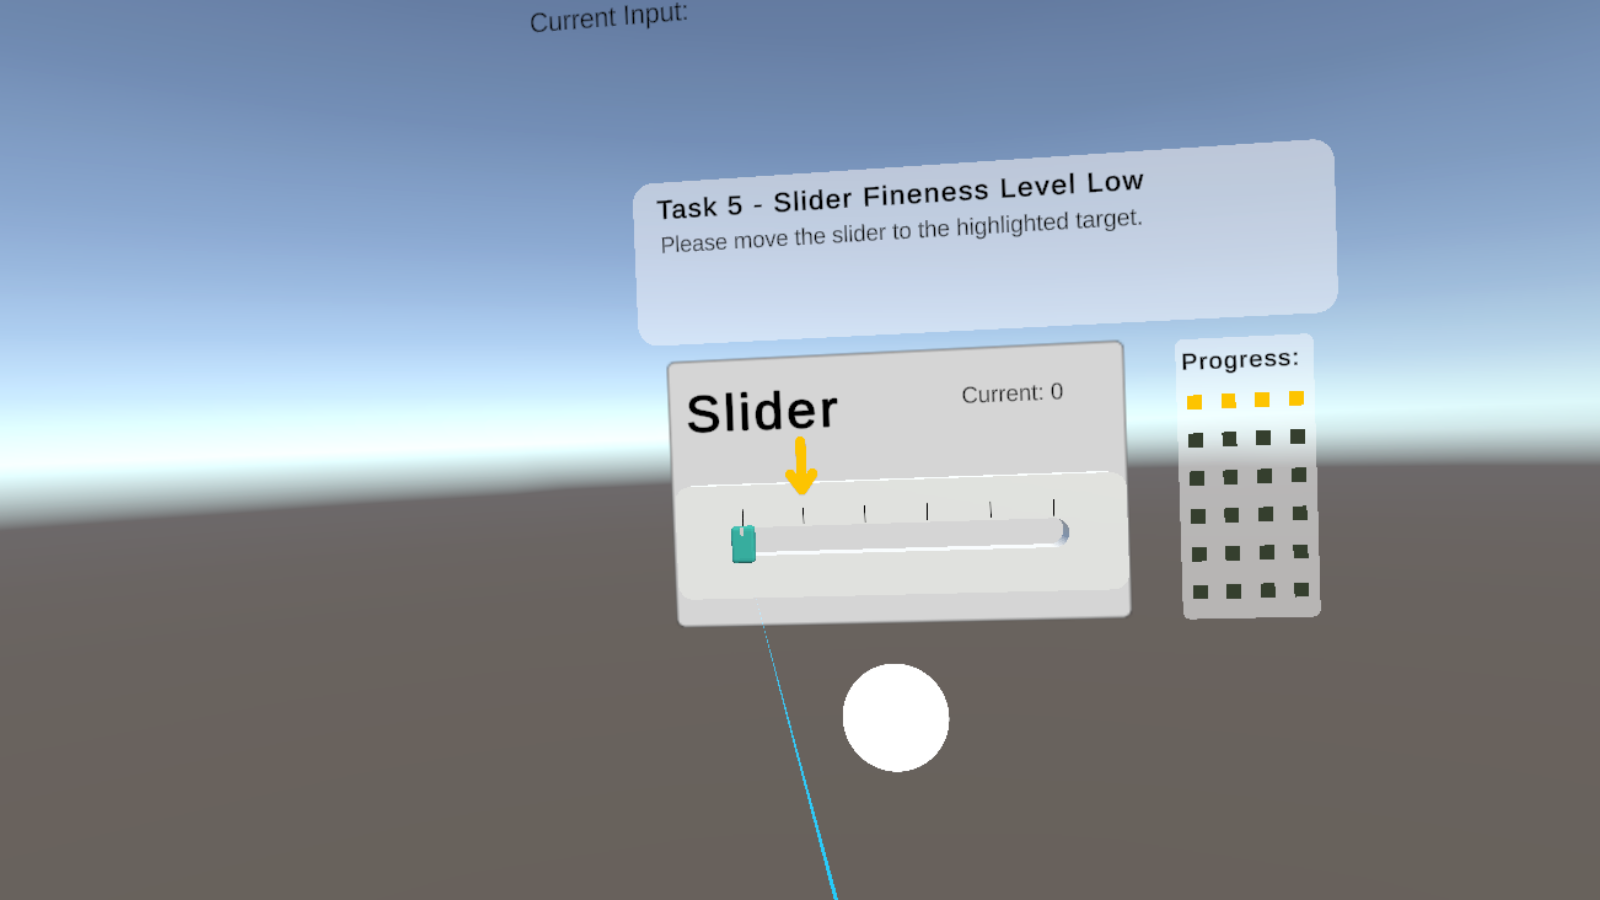 Current Input:
Task 5 - Slider Fineness Level Low
Please move the slider to the highlighted target.
Slider
Current: 0
Progress: